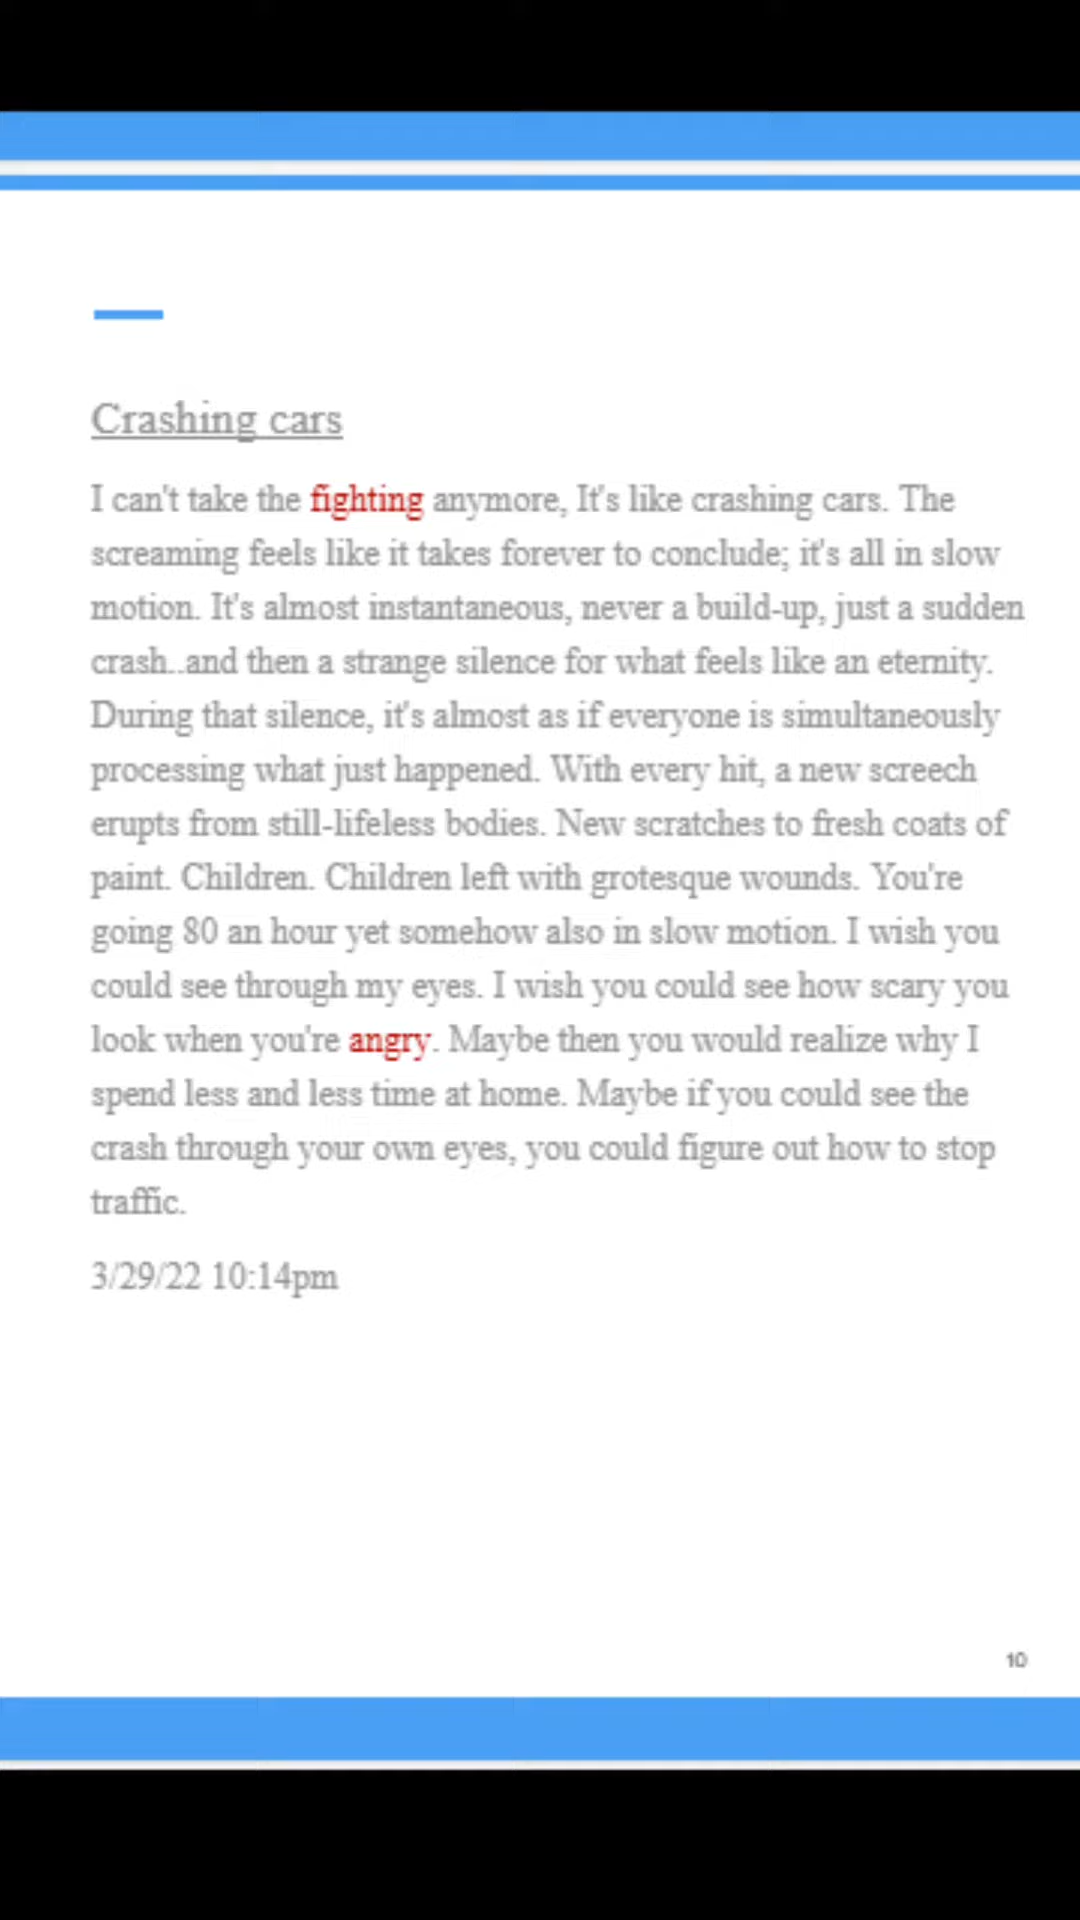 Crashing cars
I can't take the fighting anymore, It's like crashing cars. The
screaming feels like it takes forever to conclude; it's all in slow
motion. It's almost instantaneous, never a build-up, just a sudden
crash..and then a strange silence for what feels like an eternity.
During that silence, it's almost as if everyone is simultaneously
processing what just happened. With every hit, a new screech
erupts from still-lifeless bodies. New scratches to fresh coats of
paint. Children. Children left with grotesque wounds. You're
going 80 an hour yet somehow also in slow motion. I wish you
could see through my eyes. I wish you could see how scary you
look when you're angry. Maybe then you would realize why I
spend less and less time at home. Maybe if you could see the
crash through your own eyes, you could figure out how to stop
traffic.
3/29/22 10:14pm
10